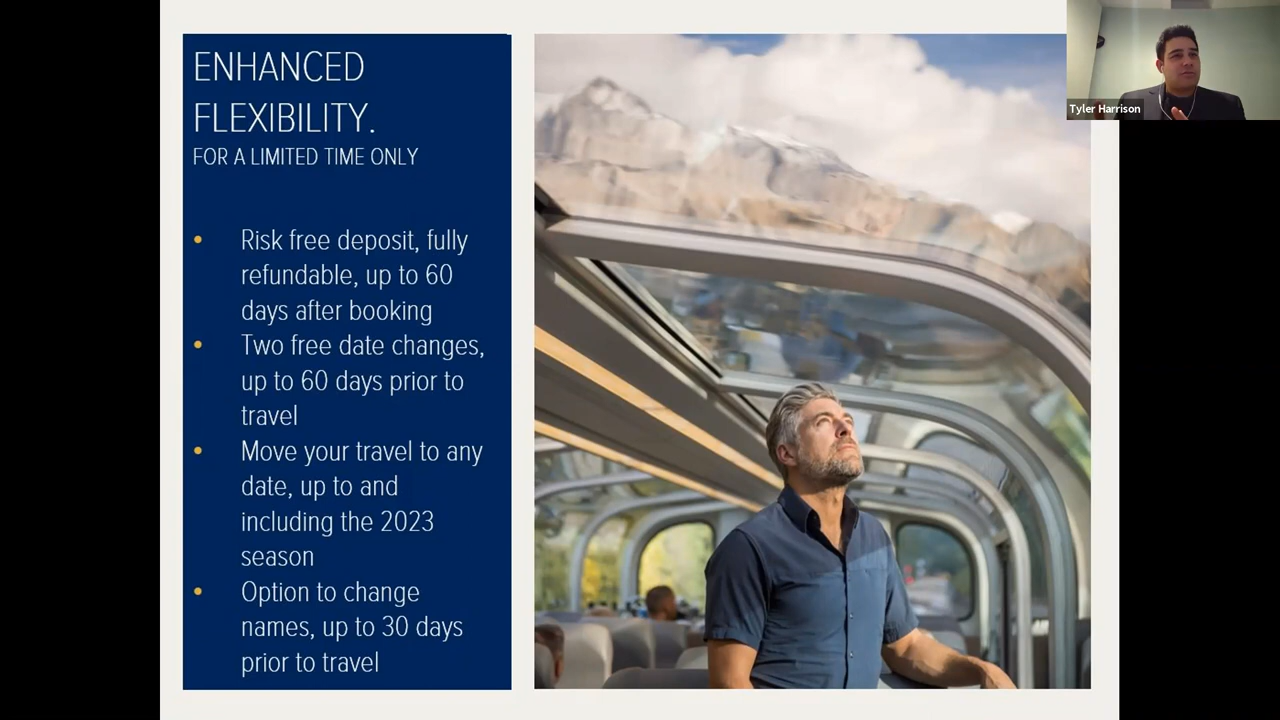 ENHANCED
FLEXIBILITY.
FOR A LIMITED TIME ONLY
• Risk free deposit, fully
refundable, up to 60
days after booking
• Two free date changes,
up to 60 days prior to
travel
• Move your travel to any
date, up to and
including the 2023
season
• Option to change
names, up to 30 days
prior to travel
Tyler Harrison